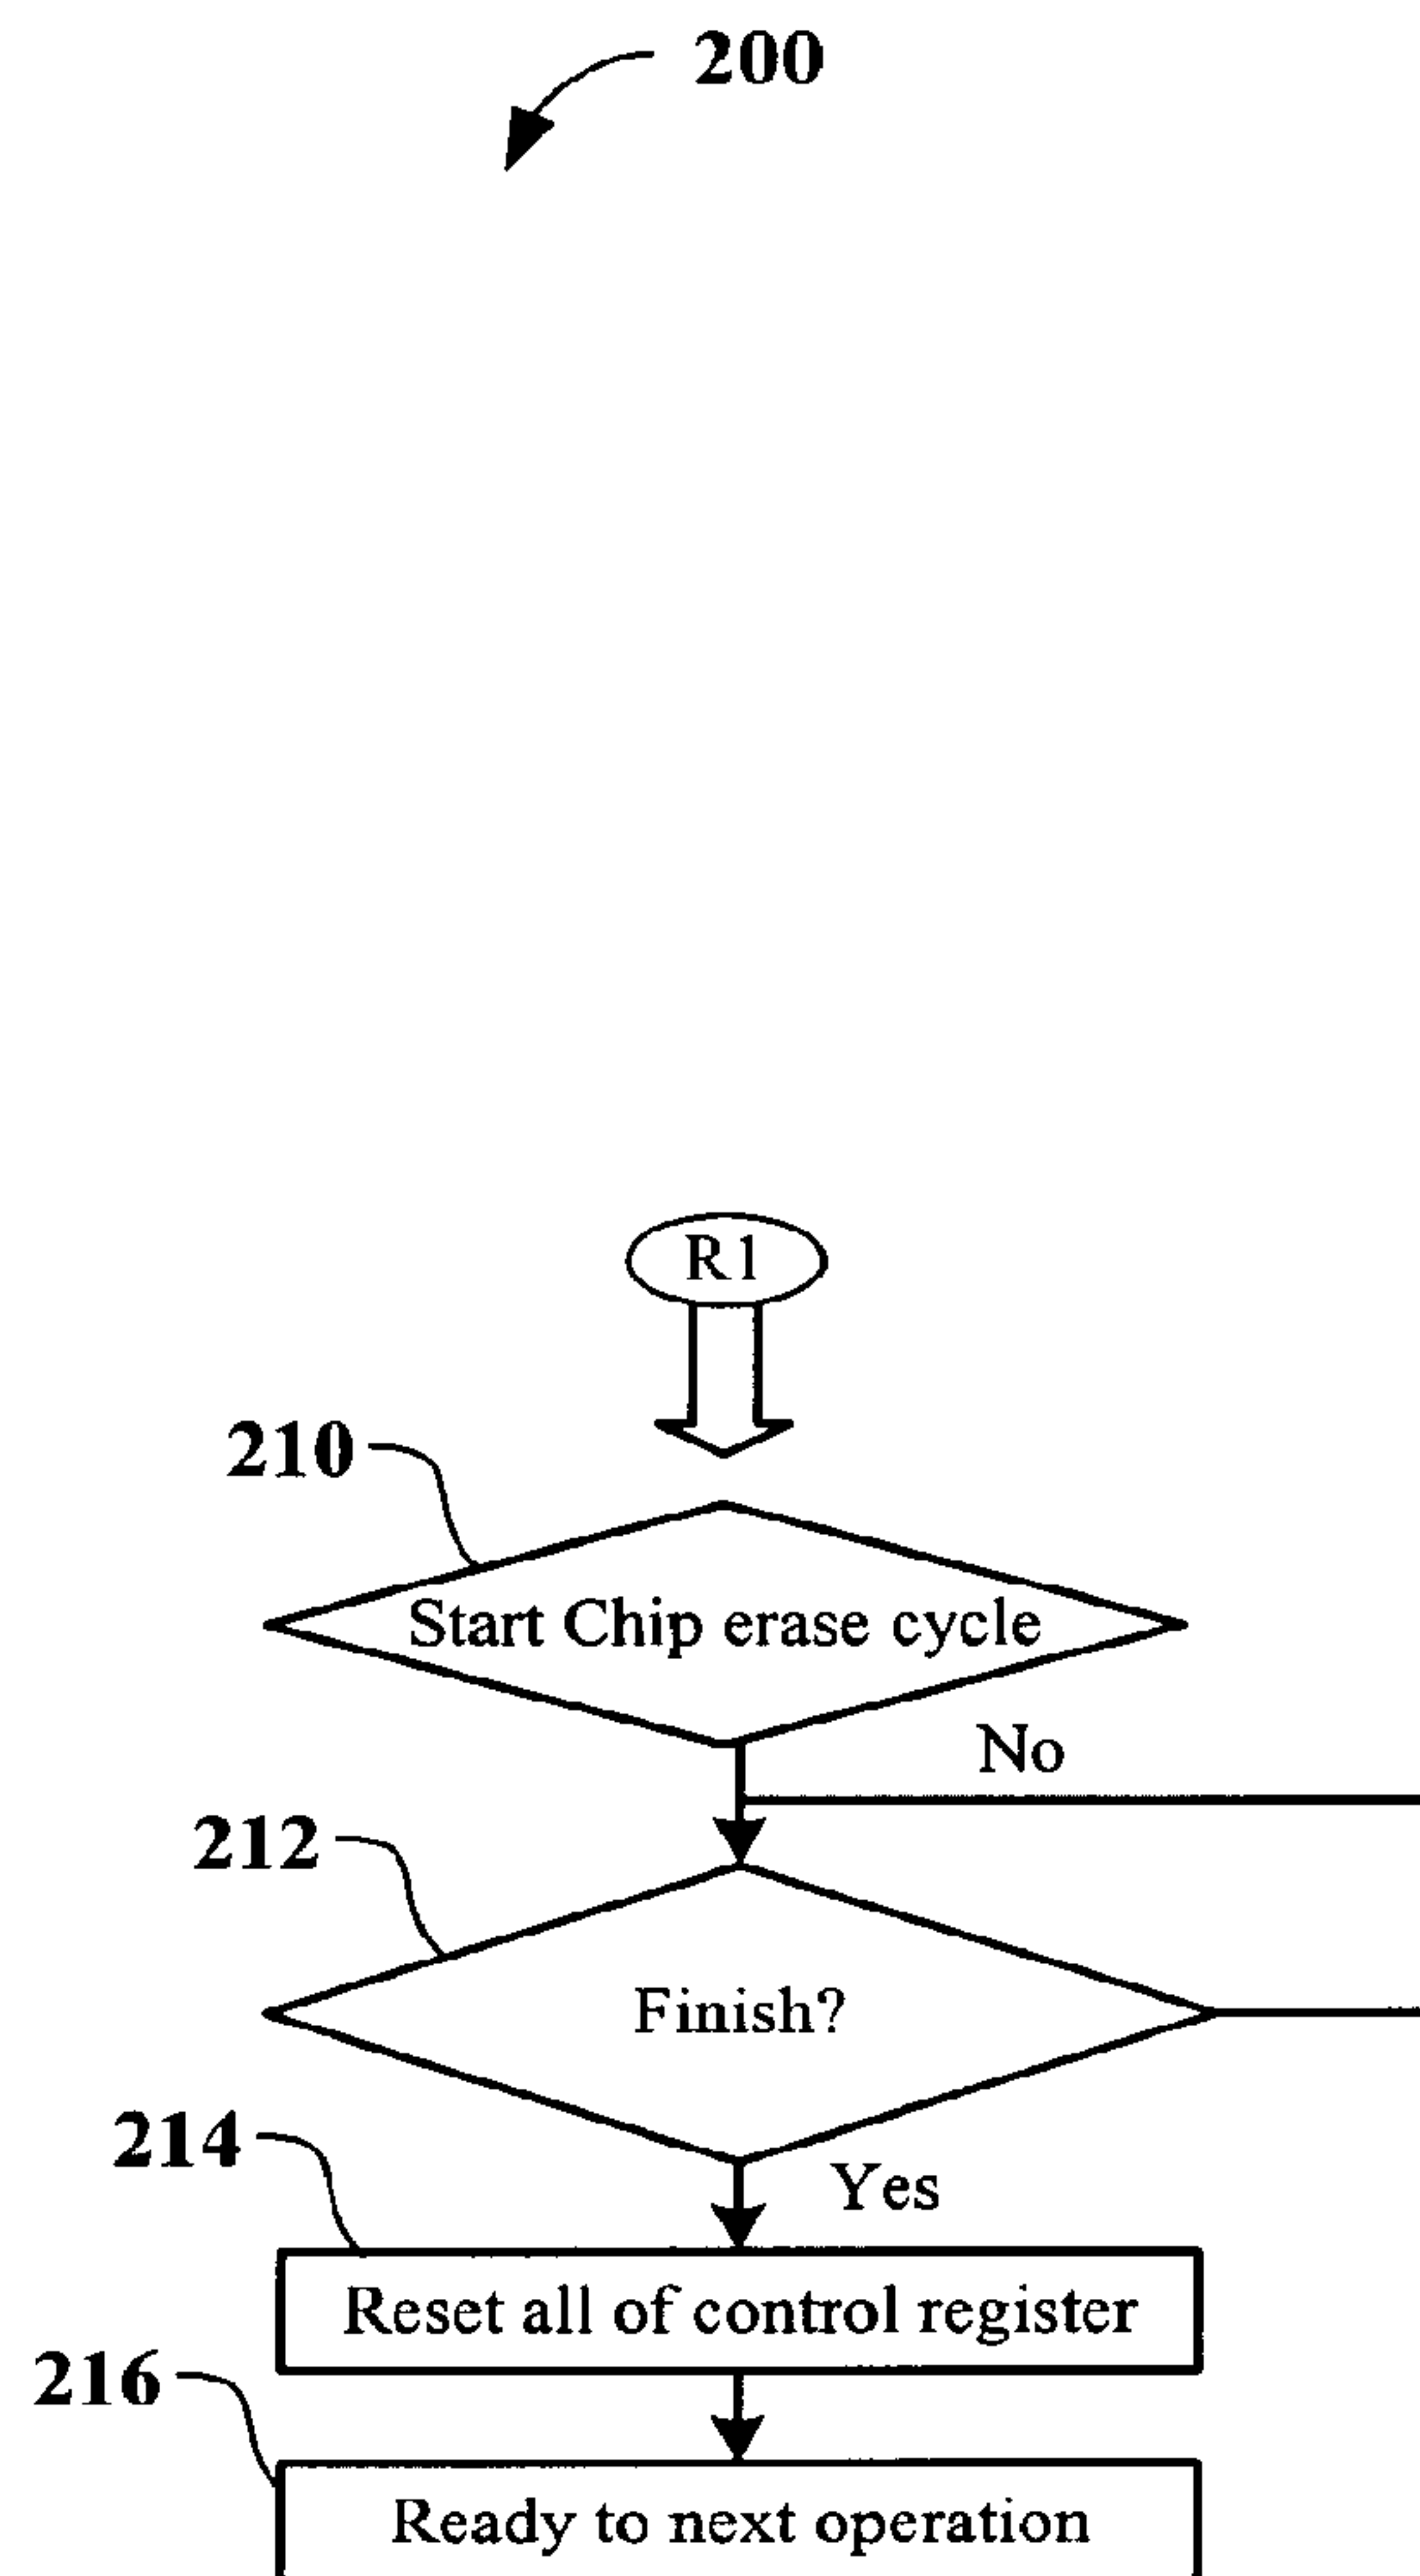 200
R1
210
Start Chip erase cycle
No
212
Finish?
214
Yes
Reset all of control register
216
Ready to next operation